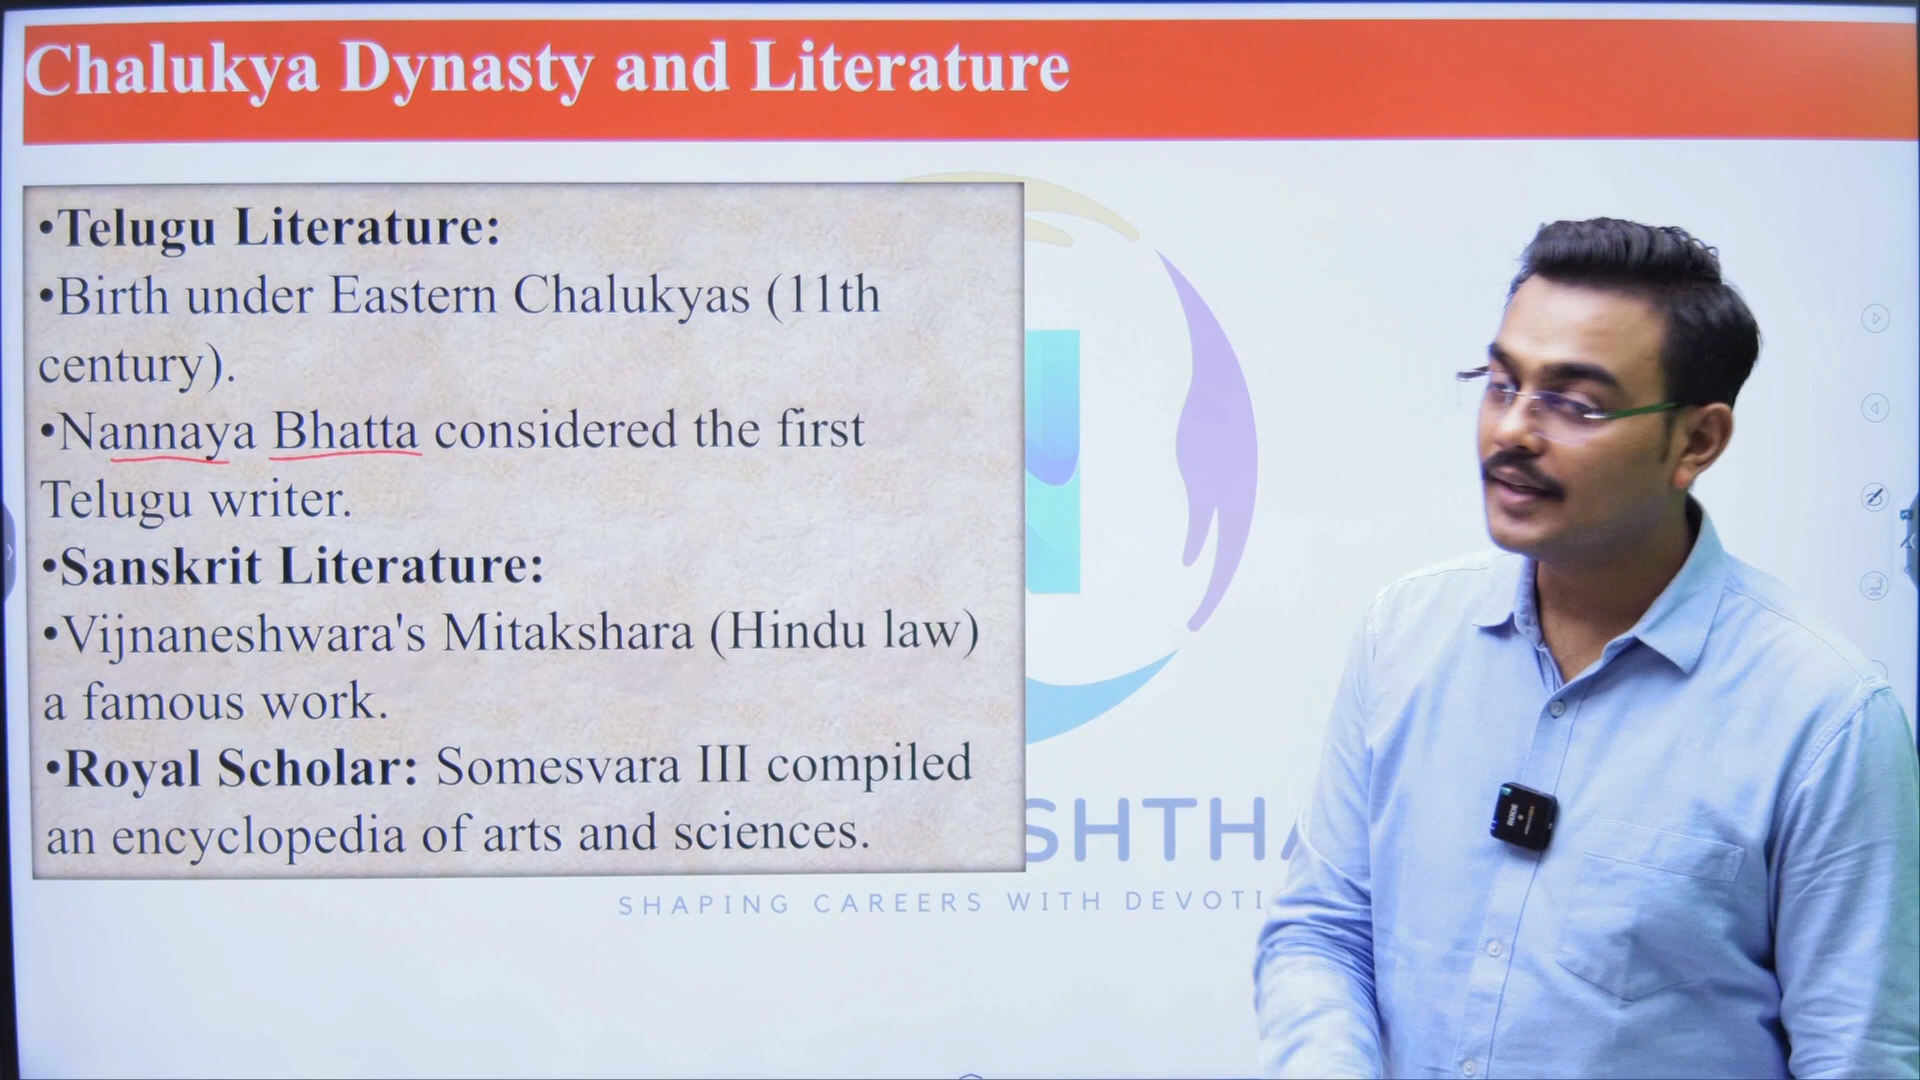 Chalukya Dynasty and Literature
•Telugu Literature:
•Birth under Eastern Chalukyas (11th
century).
•Nannaya Bhatta considered the first
Telugu writer.
•Sanskrit Literature:
•Vijnaneshwara's Mitakshara (Hindu law)
a famous work.
•Royal Scholar: Somesvara III compiled
an encyclopedia of arts and sciences.
SHTHA
SHAPING CAREERS WITH DEVOTI
RODE